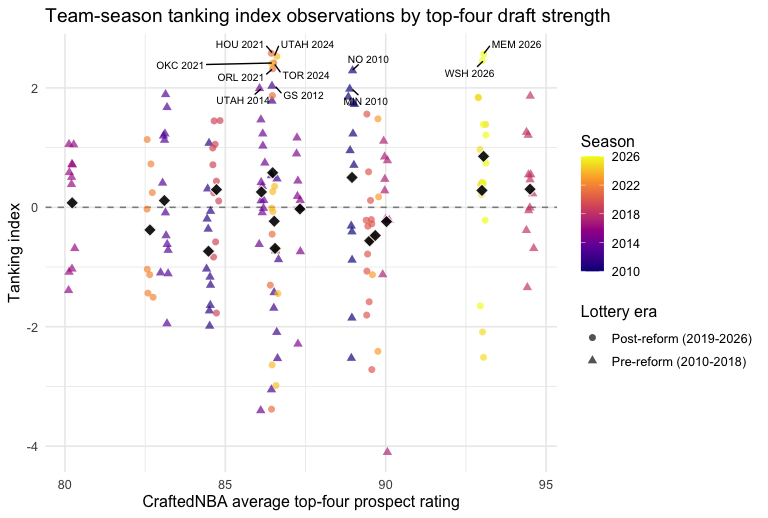 Team-season tanking index observations by top-four draft strength
HOU 2021
UTAH 2024
MEM 2026
OKC 2021
NO 2010
ORL 2021
TOR 2024
WSH 2026
UTAH 2014
GS 2012
MIN 2010
2
0
-2
-4
Tanking index
80
85
90
95
CraftedNBA average top-four prospect rating
Season
2026
2022
2018
2014
2010
Lottery era
Post-reform (2019-2026)
Pre-reform (2010-2018)